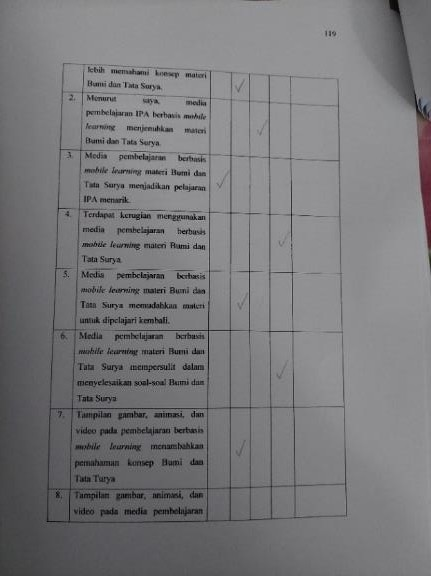 119
lebih memahami konsep materi
Bumi dan Tata Surya.
2. Menurut saya, media
pembelajaran IPA berbasis mobile
learning menjenuhkan materi
Bumi dan Tata Surya.
3. Media pembelajaran berbasis
mobile learning materi Bumi dan
Tata Surya menjadikan pelajaran
IPA menarik.
4. Terdapat kerugian menggunakan
media pembelajaran berbasis
mobile learning materi Bumi dan
Tata Surya.
5. Media pembelajaran berbasis
mobile learning materi Bumi dan
Tata Surya memudahkan materi
untuk dipelajari kembali.
6. Media pembelajaran berbasis
mobile learning materi Bumi dan
Tata Surya mempersulit dalam
menyelesaikan soal-soal Bumi dan
Tata Surya
7. Tampilan gambar, animasi, dan
video pada pembelajaran berbasis
mobile learning menambahkan
pemahaman konsep Bumi dan
Tata Turya
8. Tampilan gambar, animasi, dan
video pada media pembelajaran